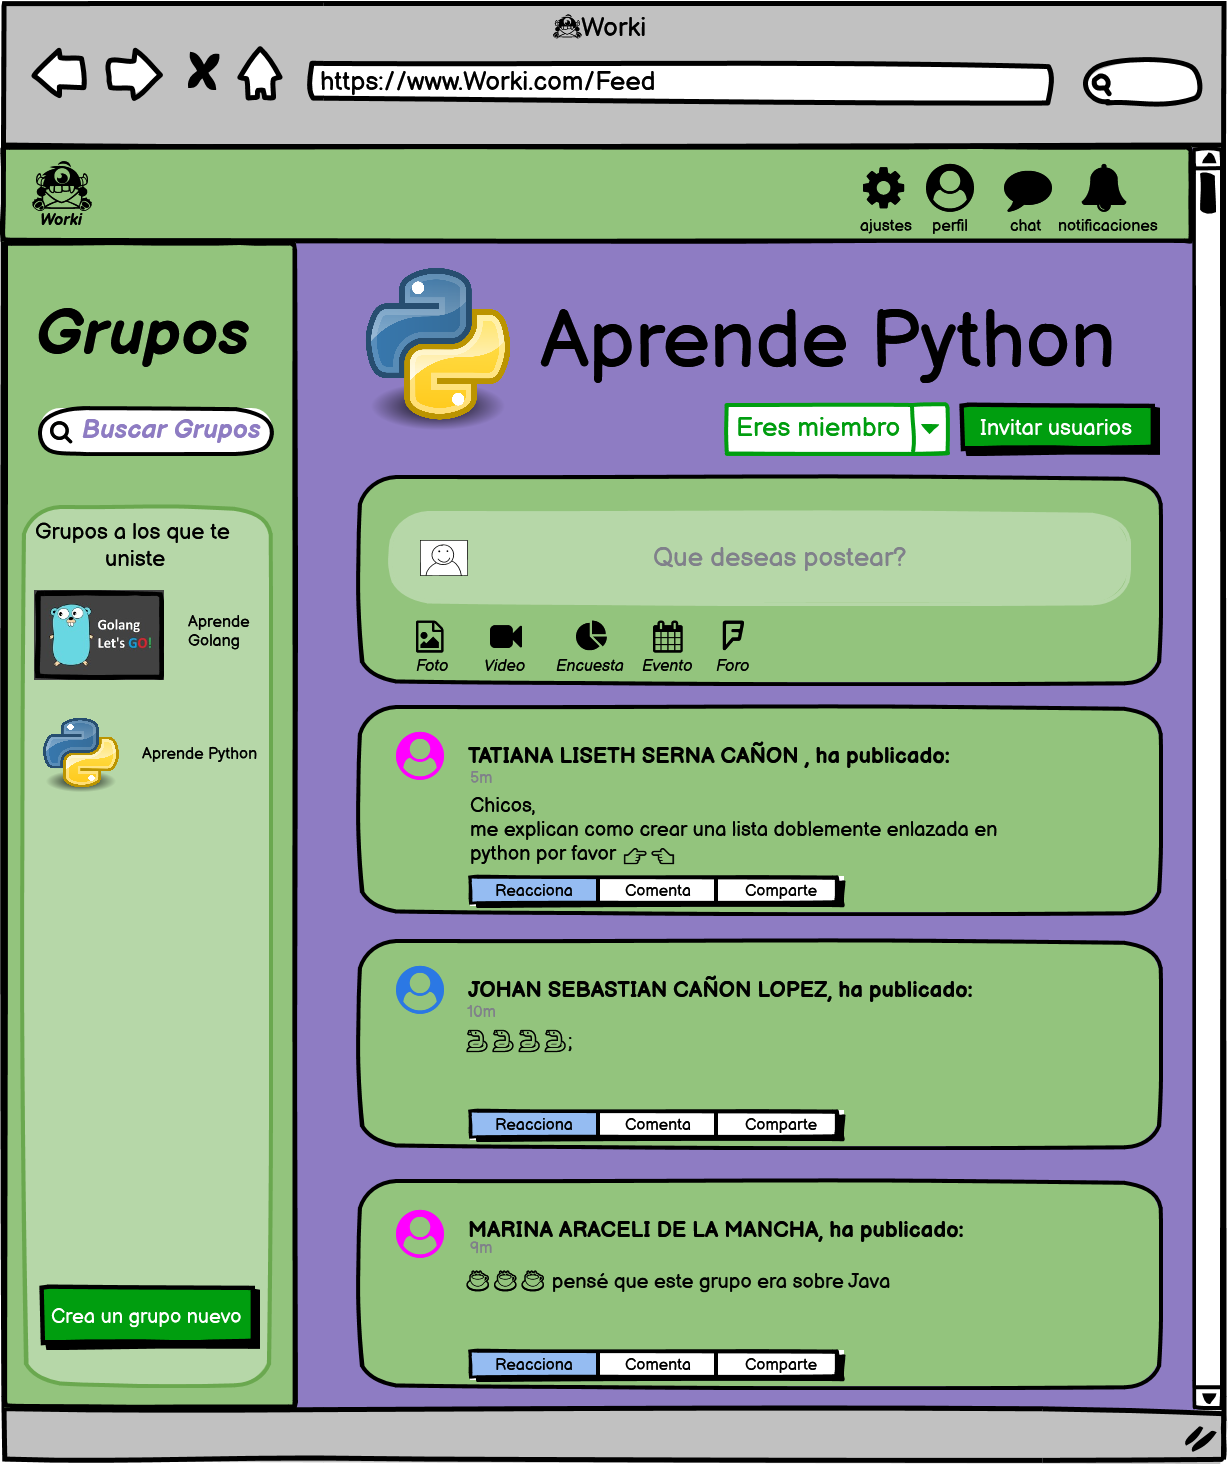 Worki
https://www.Worki.com/Feed
Worki
ajustes
perfil
chat
notificaciones
Grupos
Buscar Grupos
Grupos a los que te
uniste
Golang
Let's GO!
Aprende
Golang
Aprende Python
Crea un grupo nuevo
Aprende Python
Eres miembro
Invitar usuarios
Que deseas postear?
Foto
Video
Encuesta
Evento
Foro
TATIANA LISETH SERNA CAÑON , ha publicado:
5m
Chicos,
me explican como crear una lista doblemente enlazada en
python por favor 👉👈
Reacciona
Comenta
Comparte
JOHAN SEBASTIAN CAÑON LOPEZ, ha publicado:
10m
🐍🐍🐍🐍;
Reacciona
Comenta
Comparte
MARINA ARACELI DE LA MANCHA, ha publicado:
9m
☕☕☕ pensé que este grupo era sobre Java
Reacciona
Comenta
Comparte